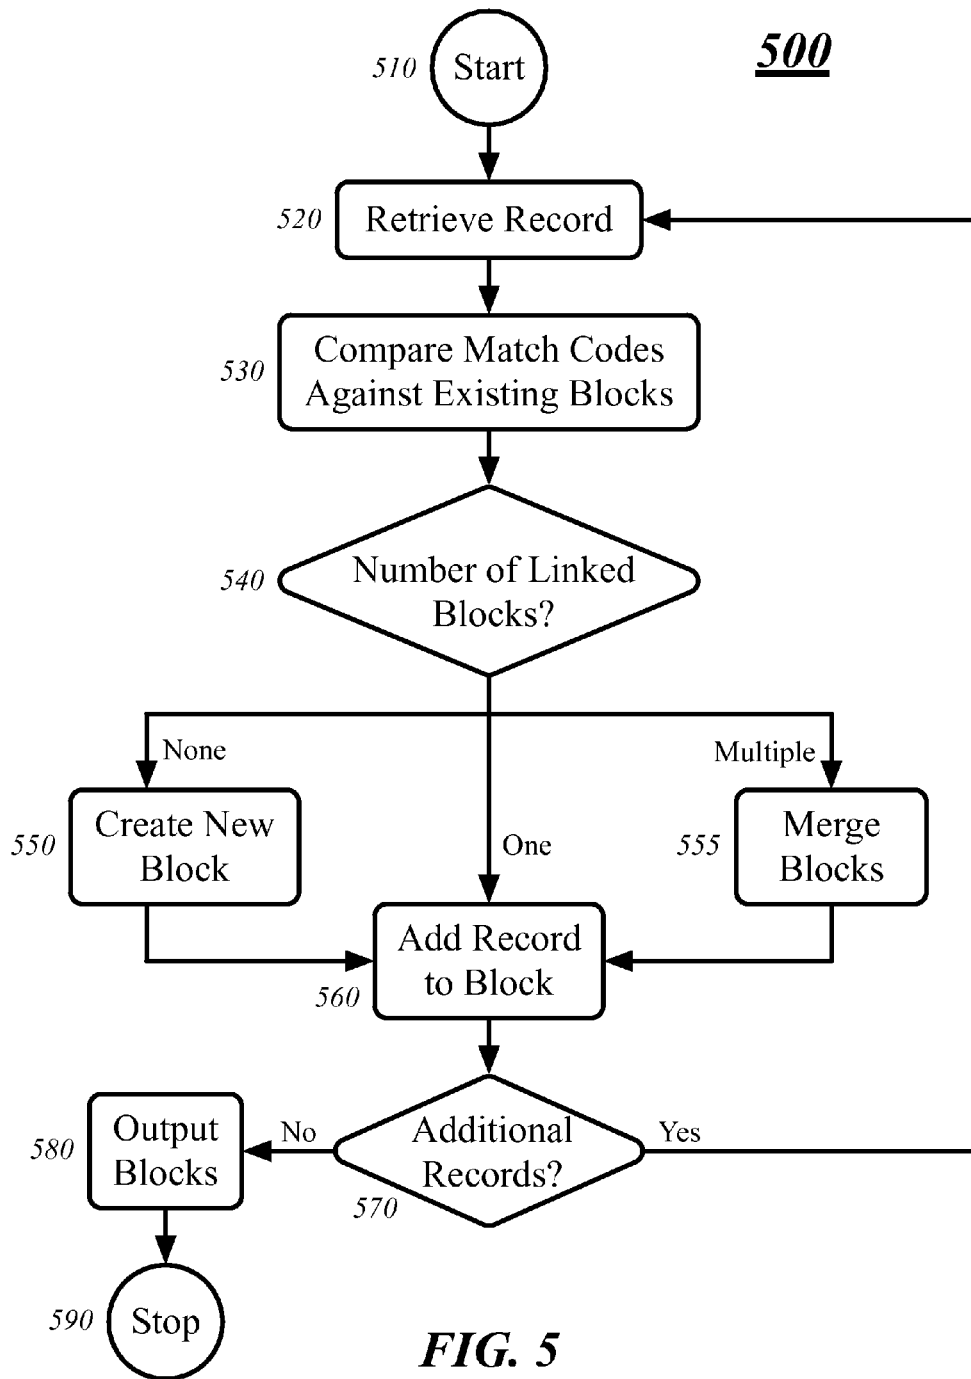 500
510
Start
520
Retrieve Record
530
Compare Match Codes
Against Existing Blocks
540
Number of Linked
Blocks?
None
Multiple
One
550
Create New
Block
555
Merge
Blocks
560
Add Record
to Block
570
Additional
Records?
No
Yes
580
Output
Blocks
590
Stop
FIG. 5